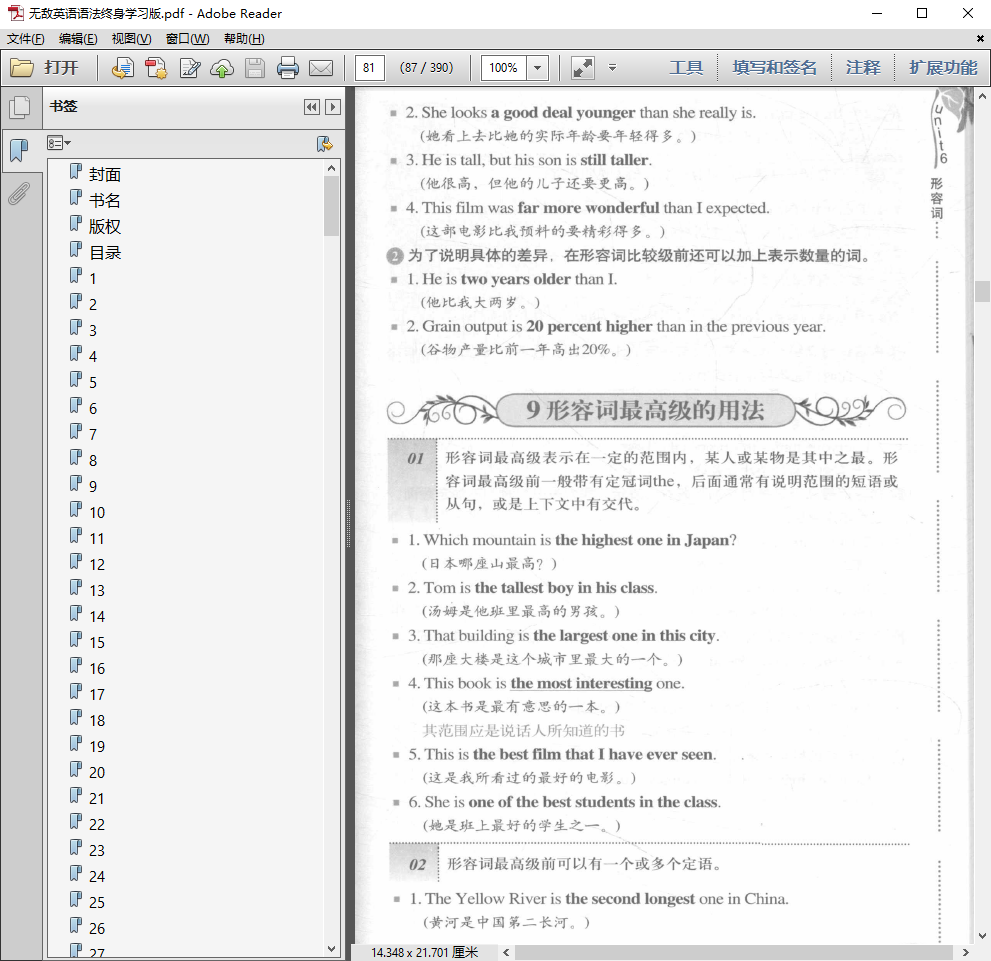 无敌英语语法终身学习版.pdf - Adobe Reader
文件(F) 编辑(E) 视图(V) 窗口(W) 帮助(H)
打开 81 (87 / 390) 100% 工具 填写和签名 注释 扩展功能
书签
封面
书名
版权
目录
1
2
3
4
5
6
7
8
9
10
11
12
13
14
15
16
17
18
19
20
21
22
23
24
25
26
27
2. She looks a good deal younger than she really is.
(她看上去比她的实际年龄要年轻得多。)
3. He is tall, but his son is still taller.
(他很高，但他的儿子还要更高。)
4. This film was far more wonderful than I expected.
(这部电影比我预料的要精彩得多。)
2 为了说明具体的差异，在形容词比较级前还可以加上表示数量的词。
1. He is two years older than I.
(他比我大两岁。)
2. Grain output is 20 percent higher than in the previous year.
(谷物产量比前一年高出20%。)
9 形容词最高级的用法
01 形容词最高级表示在一定的范围内，某人或某物是其中之最。形
容词最高级前一般带有定冠词the，后面通常有说明范围的短语或
从句，或是上下文中有交代。
1. Which mountain is the highest one in Japan?
(日本哪座山最高？)
2. Tom is the tallest boy in his class.
(汤姆是他班里最高的男孩。)
3. That building is the largest one in this city.
(那座大楼是这个城市里最大的一个。)
4. This book is the most interesting one.
(这本书是最有意思的一本。)
其范围应是说话人所知道的书
5. This is the best film that I have ever seen.
(这是我所看过的最好的电影。)
6. She is one of the best students in the class.
(她是班上最好的学生之一。)
02 形容词最高级前可以有一个或多个定语。
1. The Yellow River is the second longest one in China.
(黄河是中国第二长河。)
unit6
形容词
14.348 x 21.701 厘米